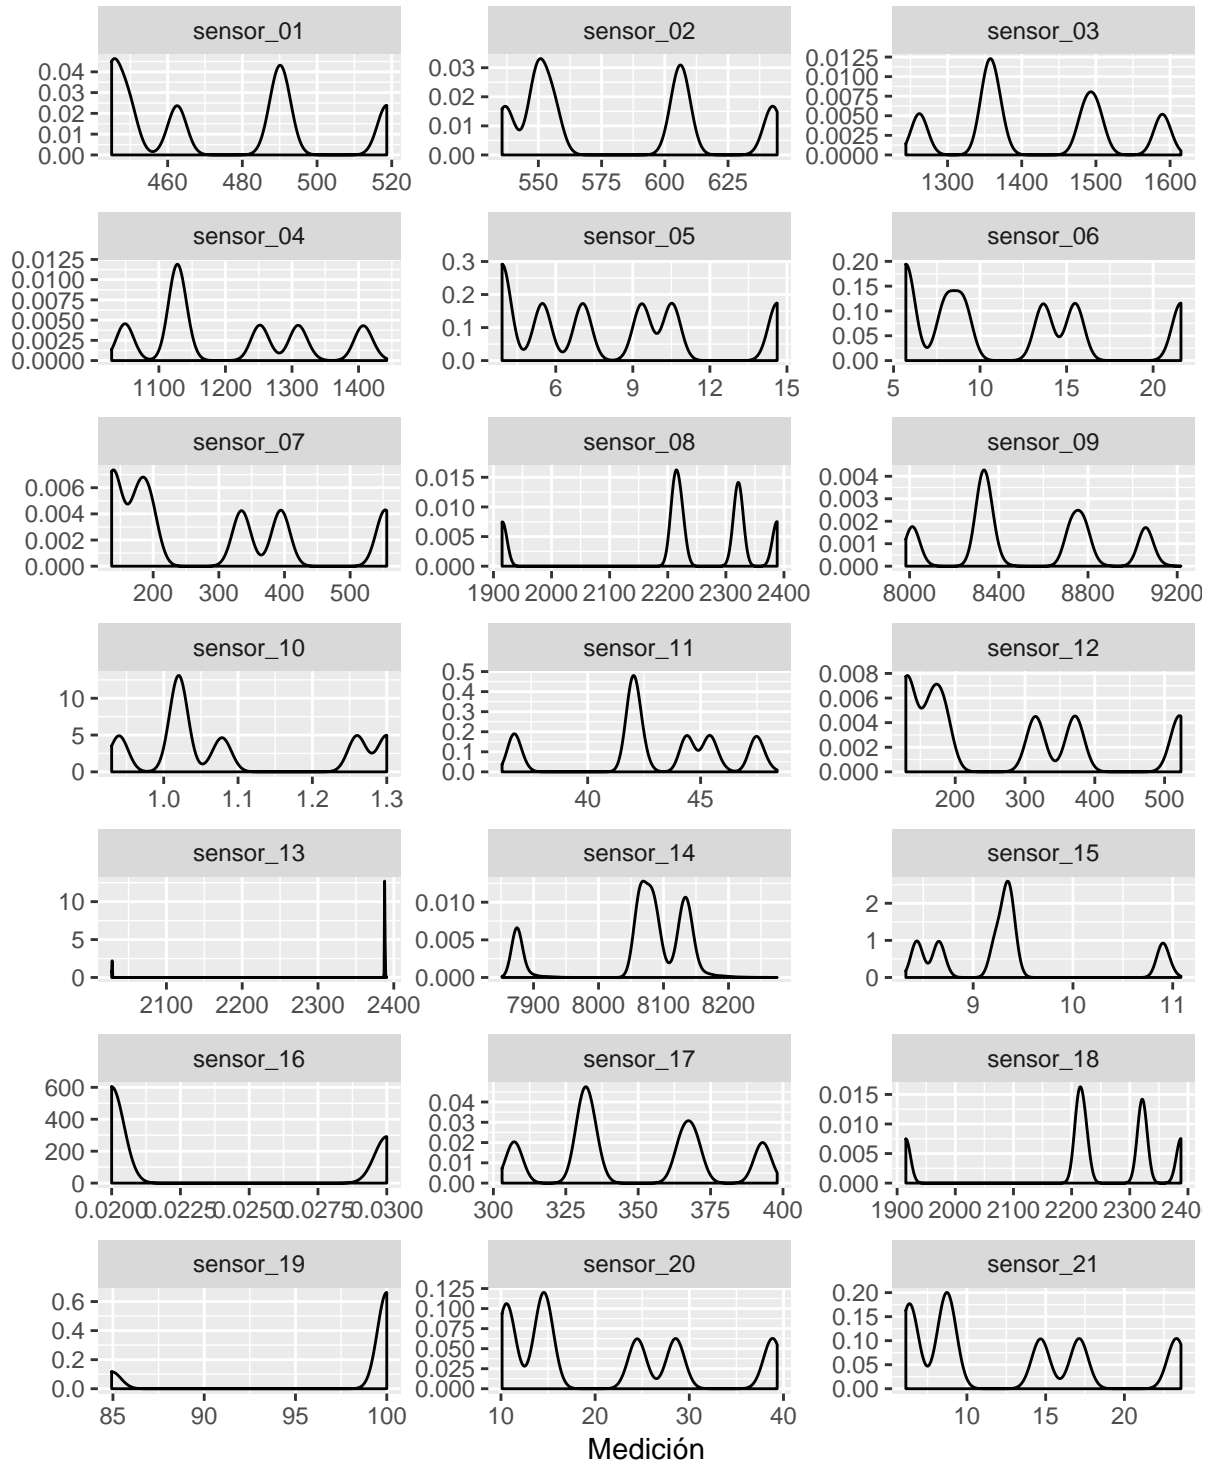 sensor_01 sensor_02 sensor_03
0.04 0.03 0.02 0.01 0.00
0.03 0.02 0.01 0.00
0.0125 0.0100 0.0075 0.0050 0.0025 0.0000
460 480 500 520 550 575 600 625 1300 1400 1500 1600
sensor_04 sensor_05 sensor_06
0.0125 0.0100 0.0075 0.0050 0.0025 0.0000
0.3 0.2 0.1 0.0
0.20 0.15 0.10 0.05 0.00
1100 1200 1300 1400 6 9 12 15 5 10 15 20
sensor_07 sensor_08 sensor_09
0.006 0.004 0.002 0.000
0.015 0.010 0.005 0.000
0.004 0.003 0.002 0.001 0.000
200 300 400 500 1900 2000 2100 2200 2300 2400 8000 8400 8800 9200
sensor_10 sensor_11 sensor_12
10 5 0
0.5 0.4 0.3 0.2 0.1 0.0
0.008 0.006 0.004 0.002 0.000
1.0 1.1 1.2 1.3 40 45 200 300 400 500
sensor_13 sensor_14 sensor_15
10 5 0
0.010 0.005 0.000
2 1 0
2100 2200 2300 2400 7900 8000 8100 8200 9 10 11
sensor_16 sensor_17 sensor_18
600 400 200 0
0.04 0.03 0.02 0.01 0.00
0.015 0.010 0.005 0.000
0.0200 0.0225 0.0250 0.0275 0.0300 300 325 350 375 400 1900 2000 2100 2200 2300 240
sensor_19 sensor_20 sensor_21
0.6 0.4 0.2 0.0
0.125 0.100 0.075 0.050 0.025 0.000
0.20 0.15 0.10 0.05 0.00
85 90 95 100 10 20 30 40 10 15 20
Medición